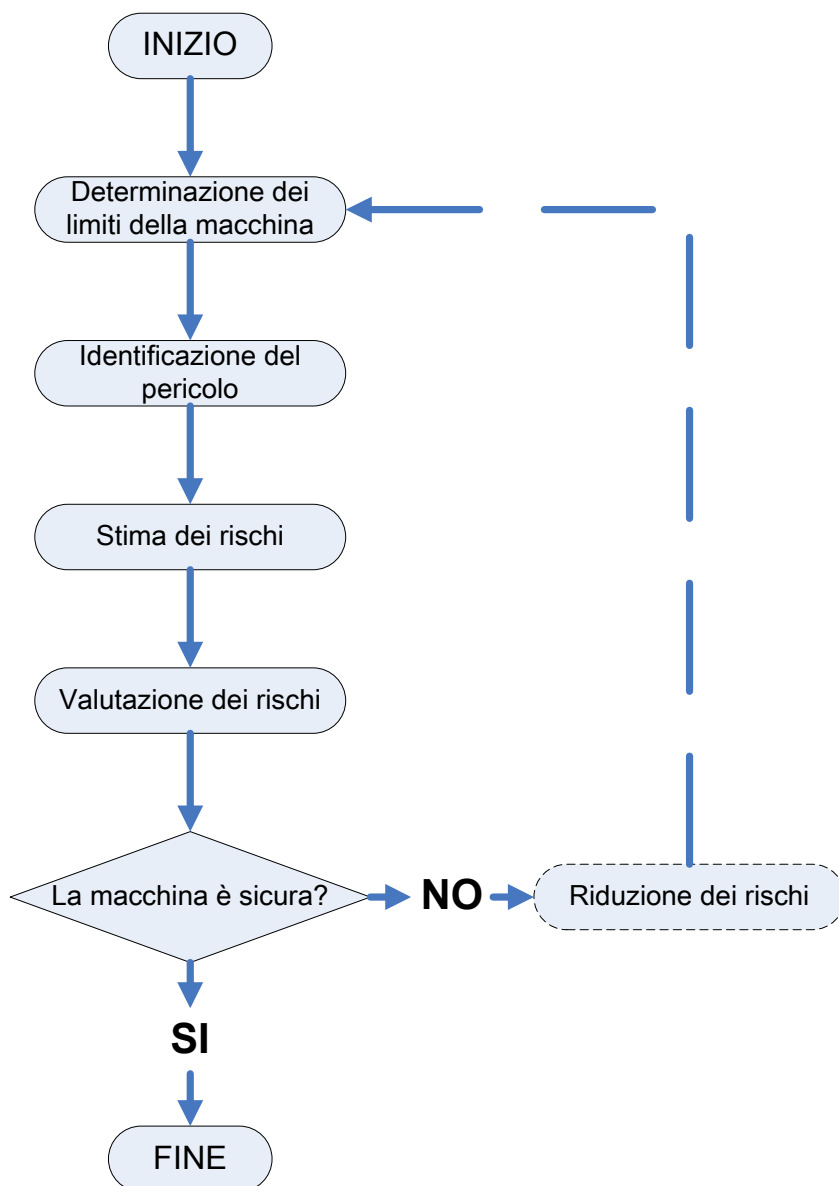 INIZIO
Determinazione dei
limiti della macchina
Identificazione del
pericolo
Stima dei rischi
Valutazione dei rischi
La macchina è sicura?
NO
Riduzione dei rischi
SI
FINE